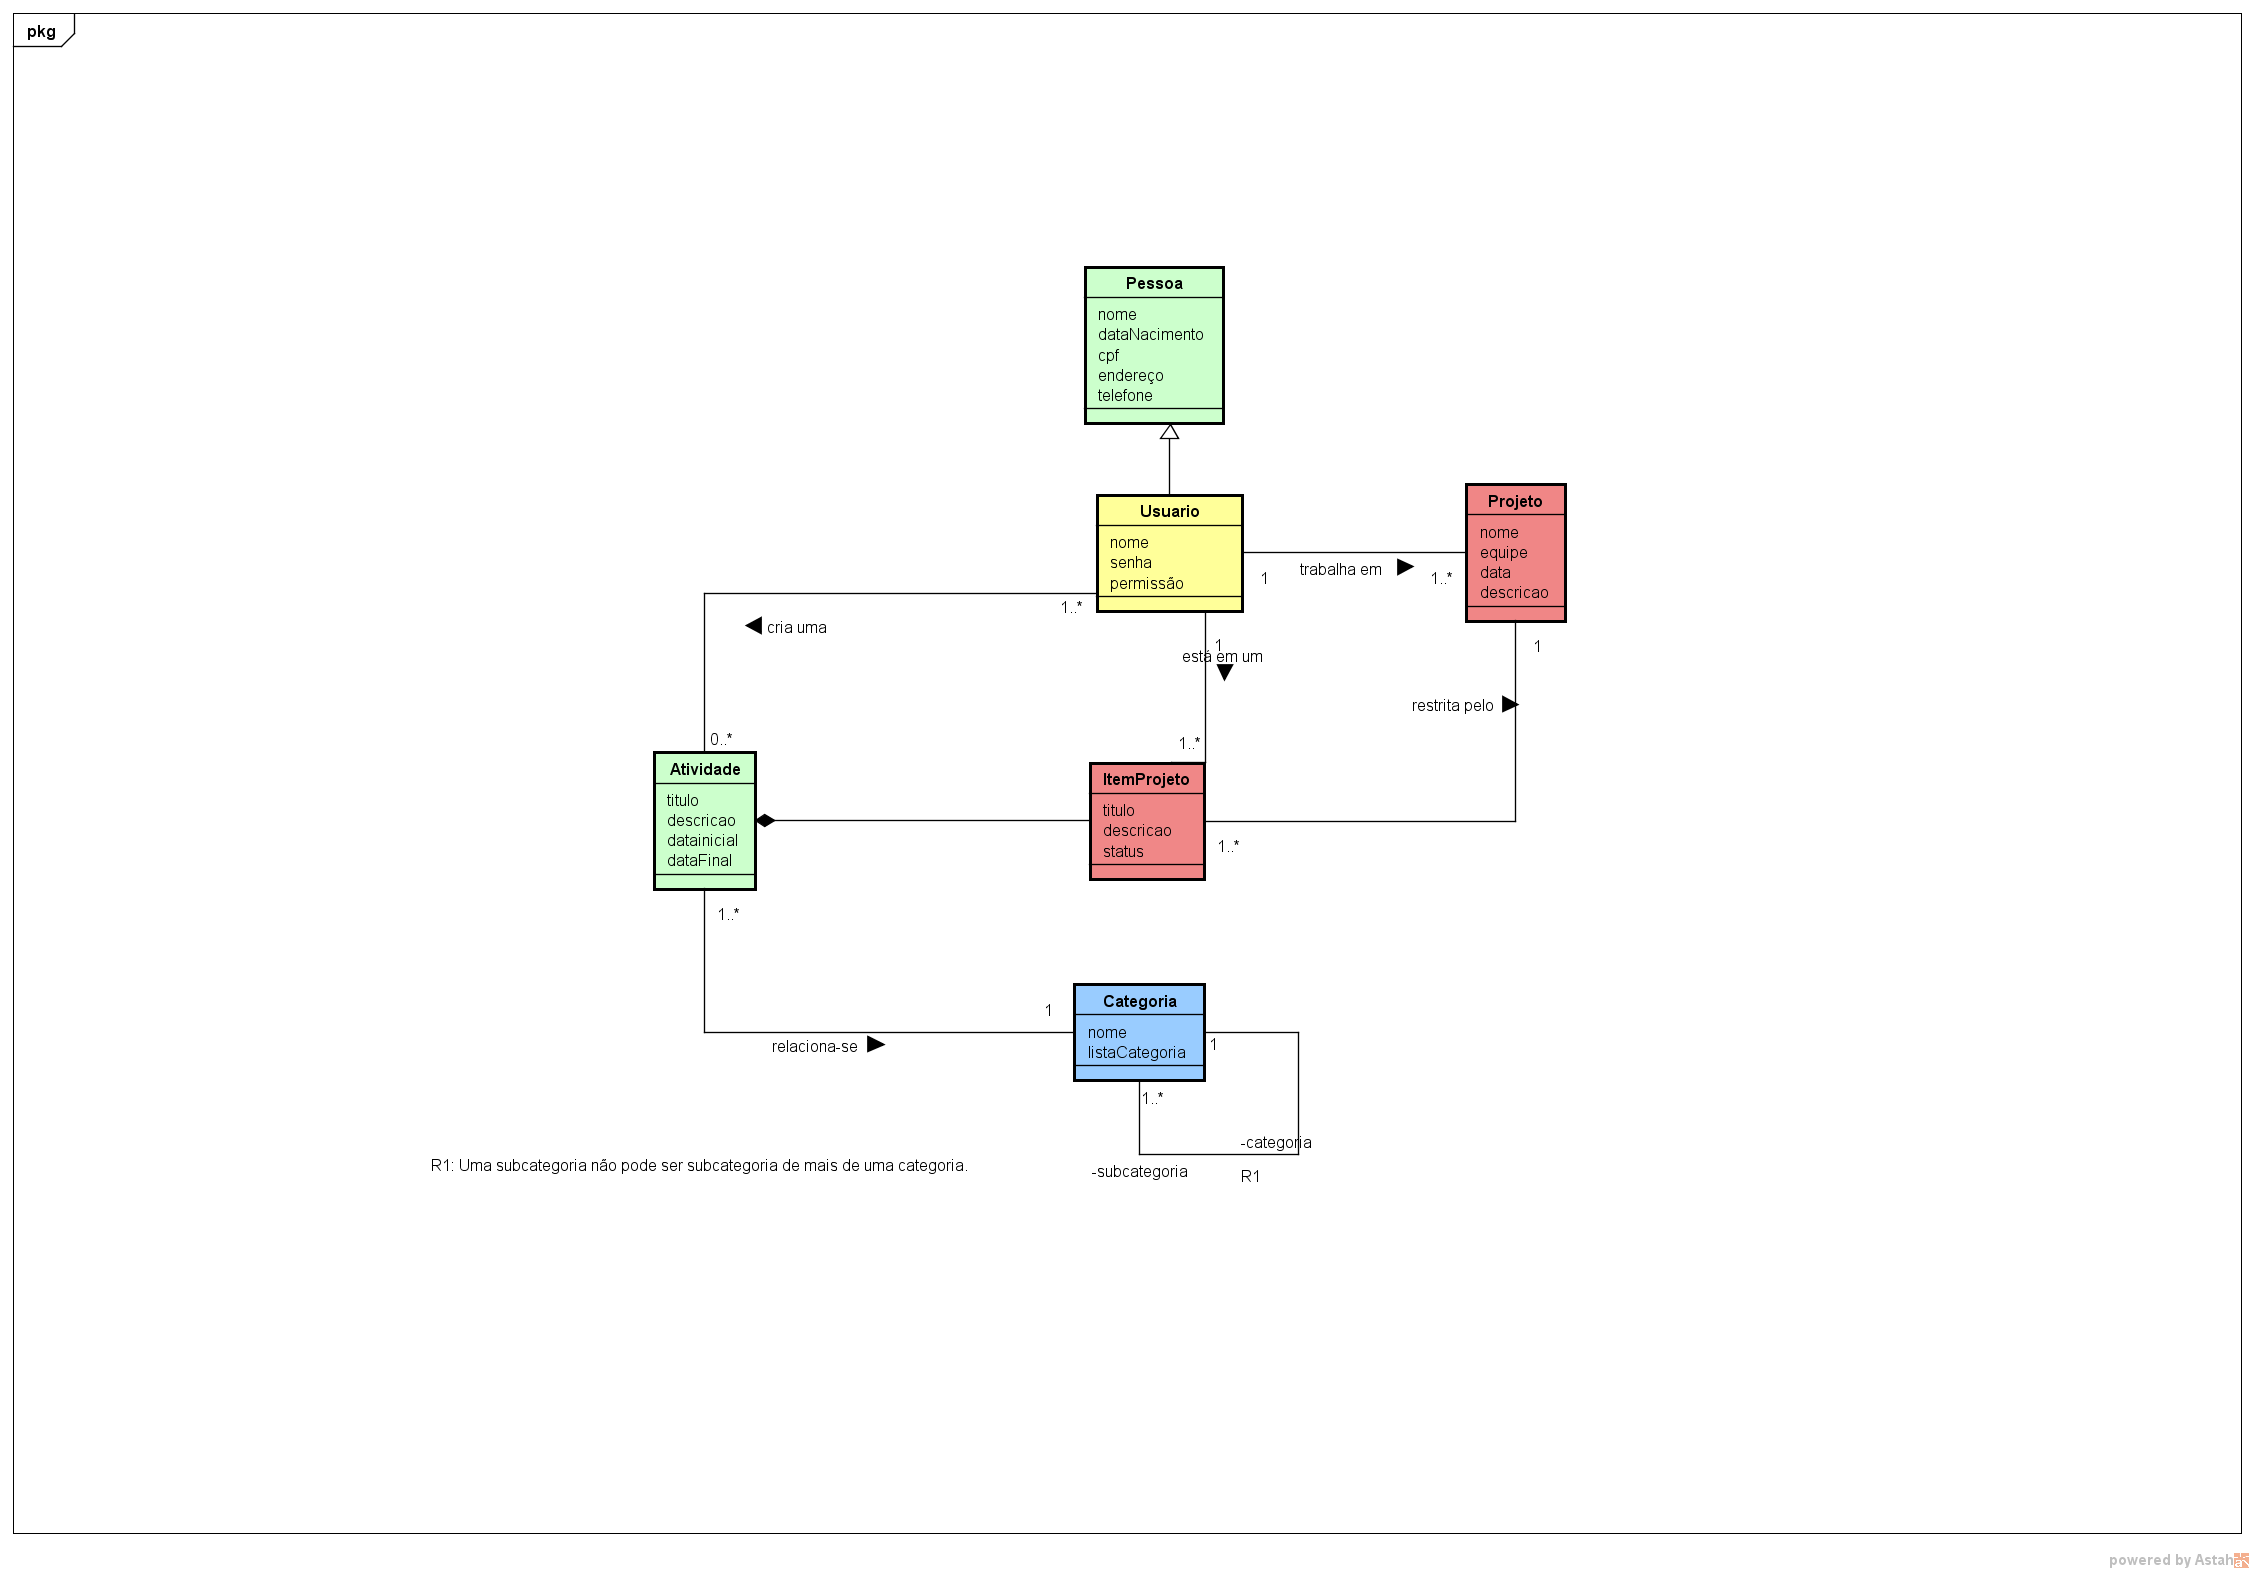 pkg
Pessoa
nome
dataNacimento
cpf
endereço
telefone
Usuario
nome
senha
permissão
Projeto
nome
equipe
data
descricao
1
trabalha em
1..*
1..*
cria uma
1
está em um
1
restrita pelo
0..*
1..*
Atividade
titulo
descricao
datainicial
dataFinal
ItemProjeto
titulo
descricao
status
1..*
1..*
1
relaciona-se
Categoria
nome
listaCategoria
1
1..*
-categoria
-subcategoria
R1
R1: Uma subcategoria não pode ser subcategoria de mais de uma categoria.
powered by Astah